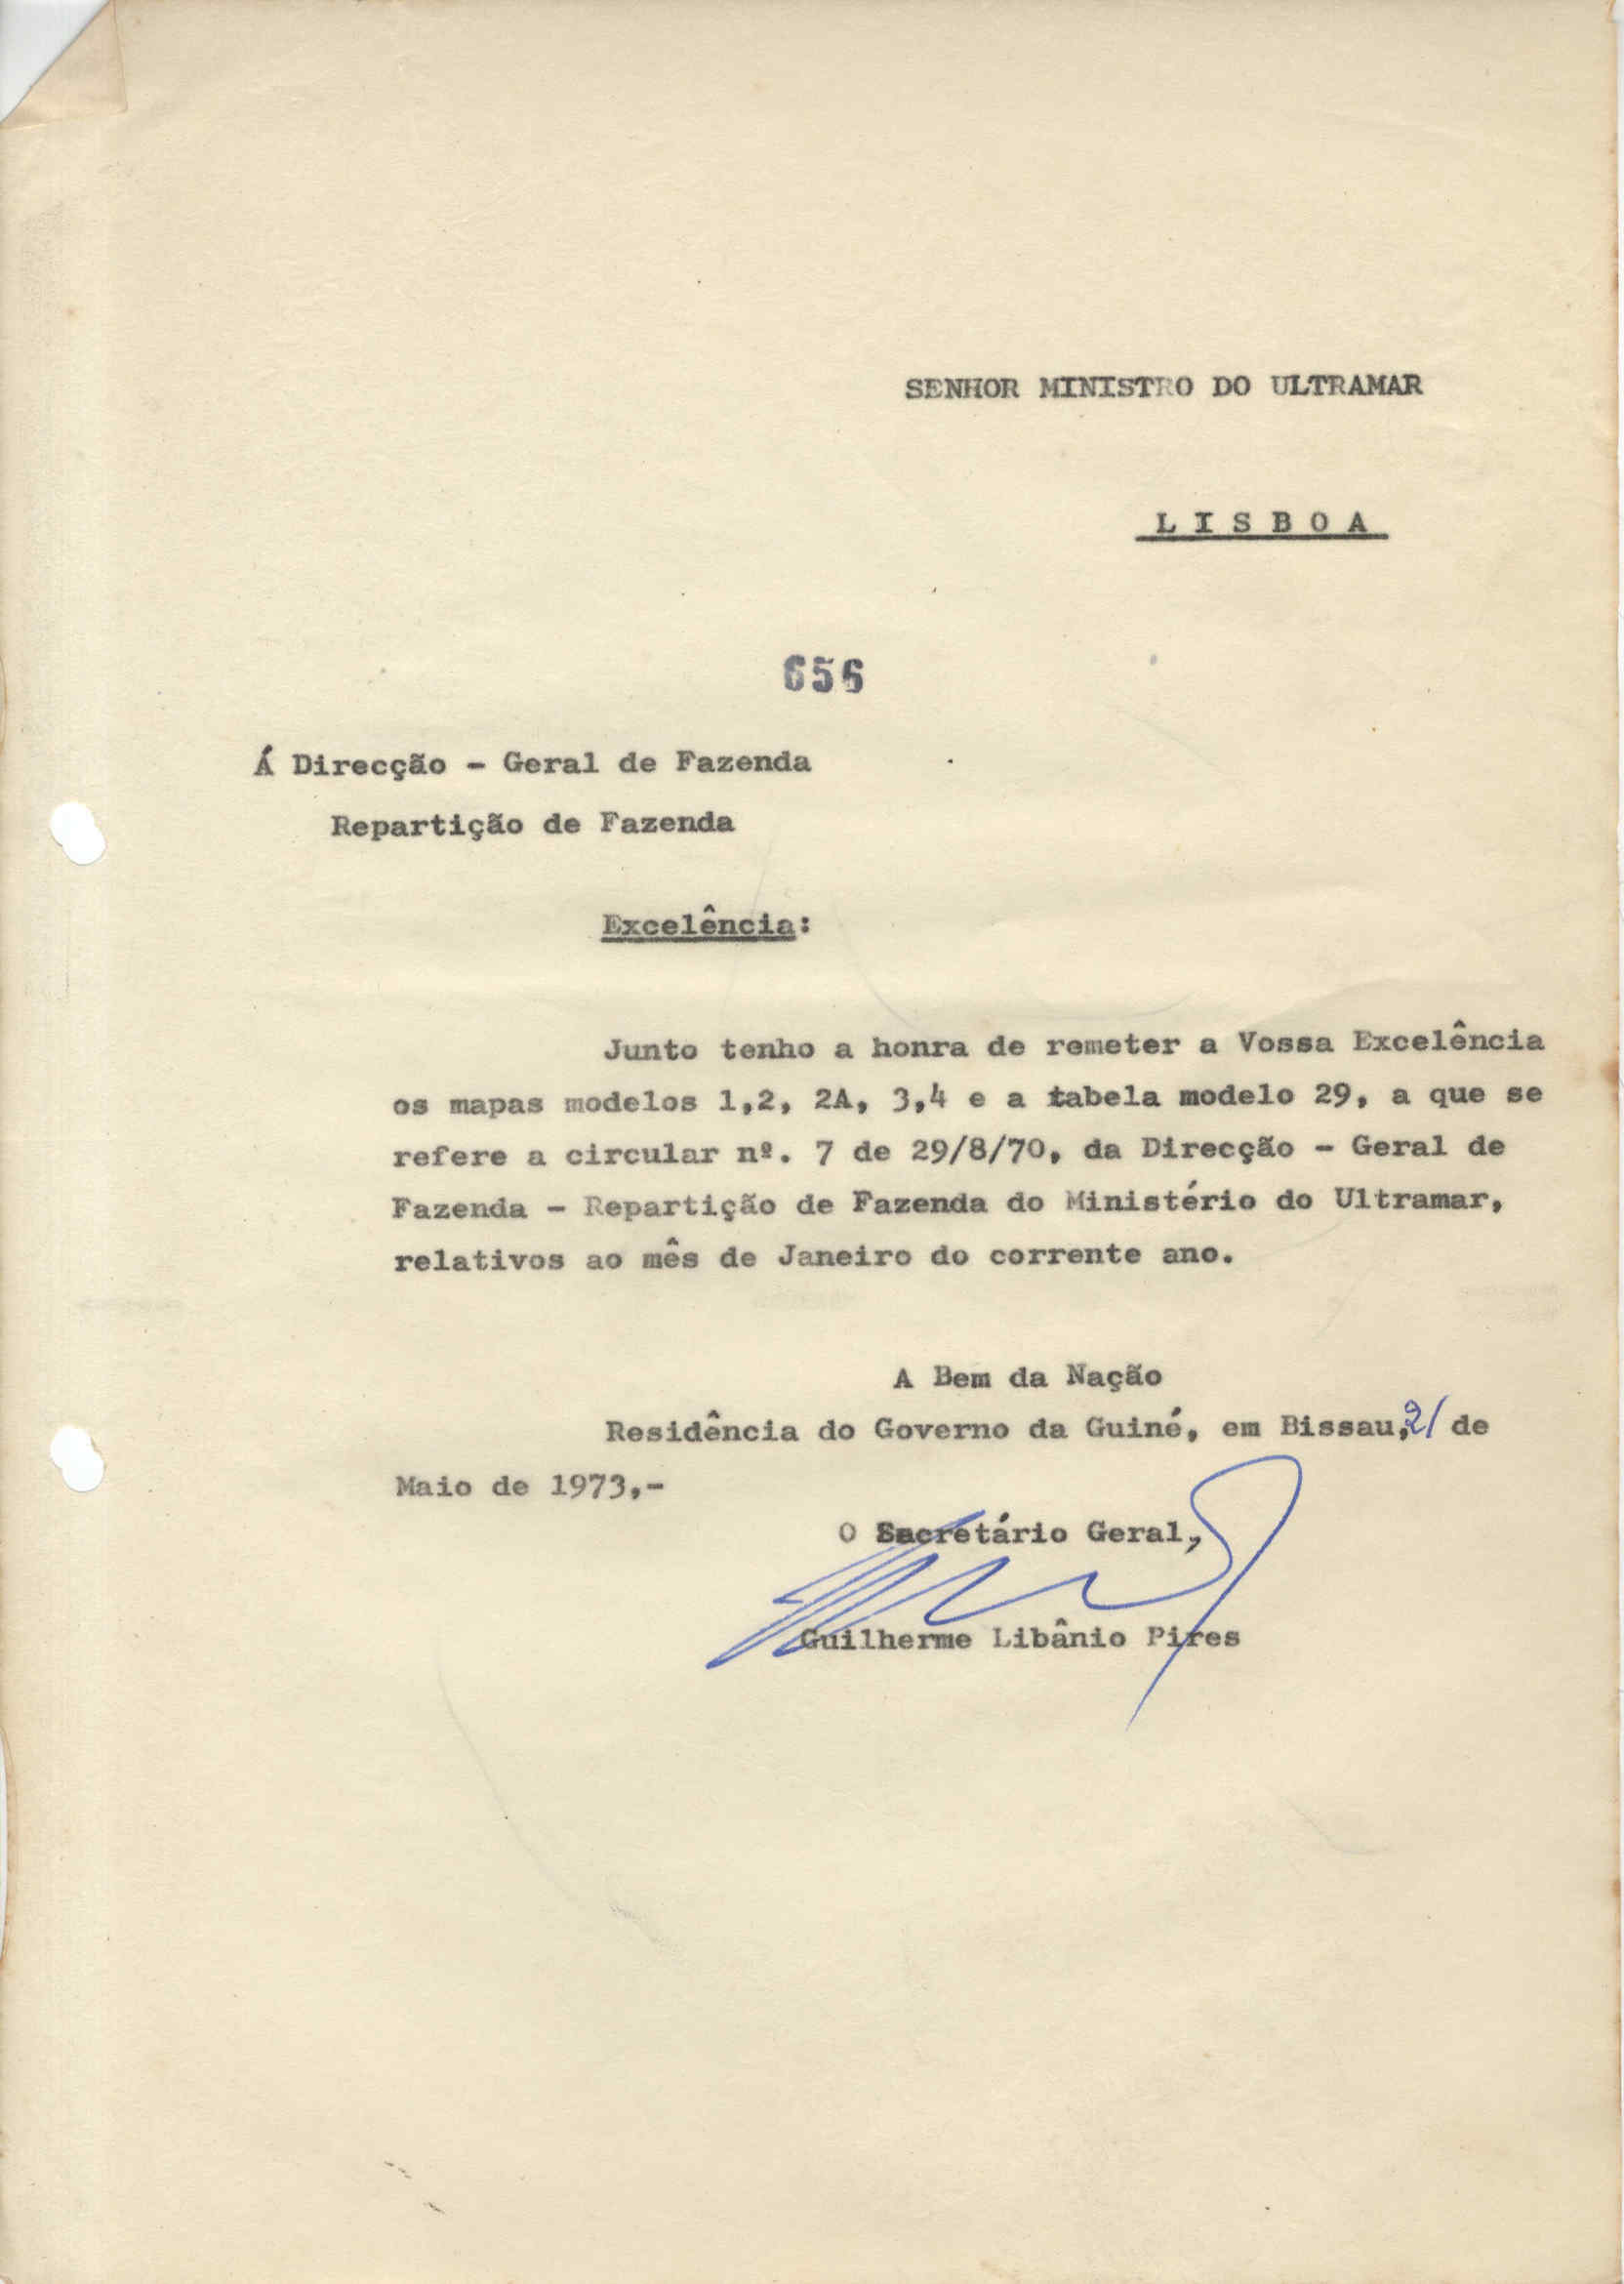 SENHOR MINISTRO DO ULTRAMAR
L I S B O A
656
Á Direcção - Geral de Fazenda
Repartição de Fazenda
Excelência:
Junto tenho a honra de remeter a Vossa Excelência
os mapas modelos 1,2, 2A, 3,4 e a tabela modelo 29, a que se
refere a circular nº. 7 de 29/8/70, da Direcção - Geral de
Fazenda - Repartição de Fazenda do Ministério do Ultramar,
relativos ao mês de Janeiro do corrente ano.
A Bem da Nação
Residência do Governo da Guiné, em Bissau,21 de
Maio de 1973,-
O Secretário Geral,
Guilherme Libânio Pires